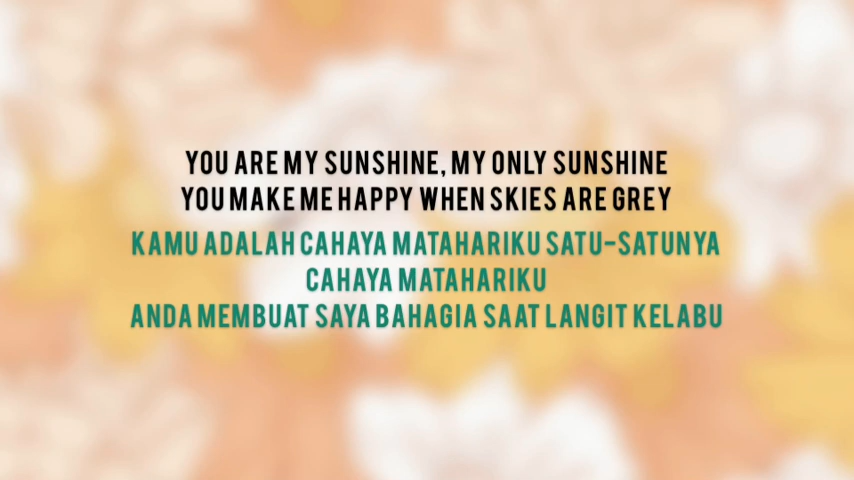 YOU ARE MY SUNSHINE, MY ONLY SUNSHINE
YOU MAKE ME HAPPY WHEN SKIES ARE GREY
KAMU ADALAH CAHAYA MATAHARIKU SATU-SATUNYA
CAHAYA MATAHARIKU
ANDA MEMBUAT SAYA BAHAGIA SAAT LANGIT KELABU